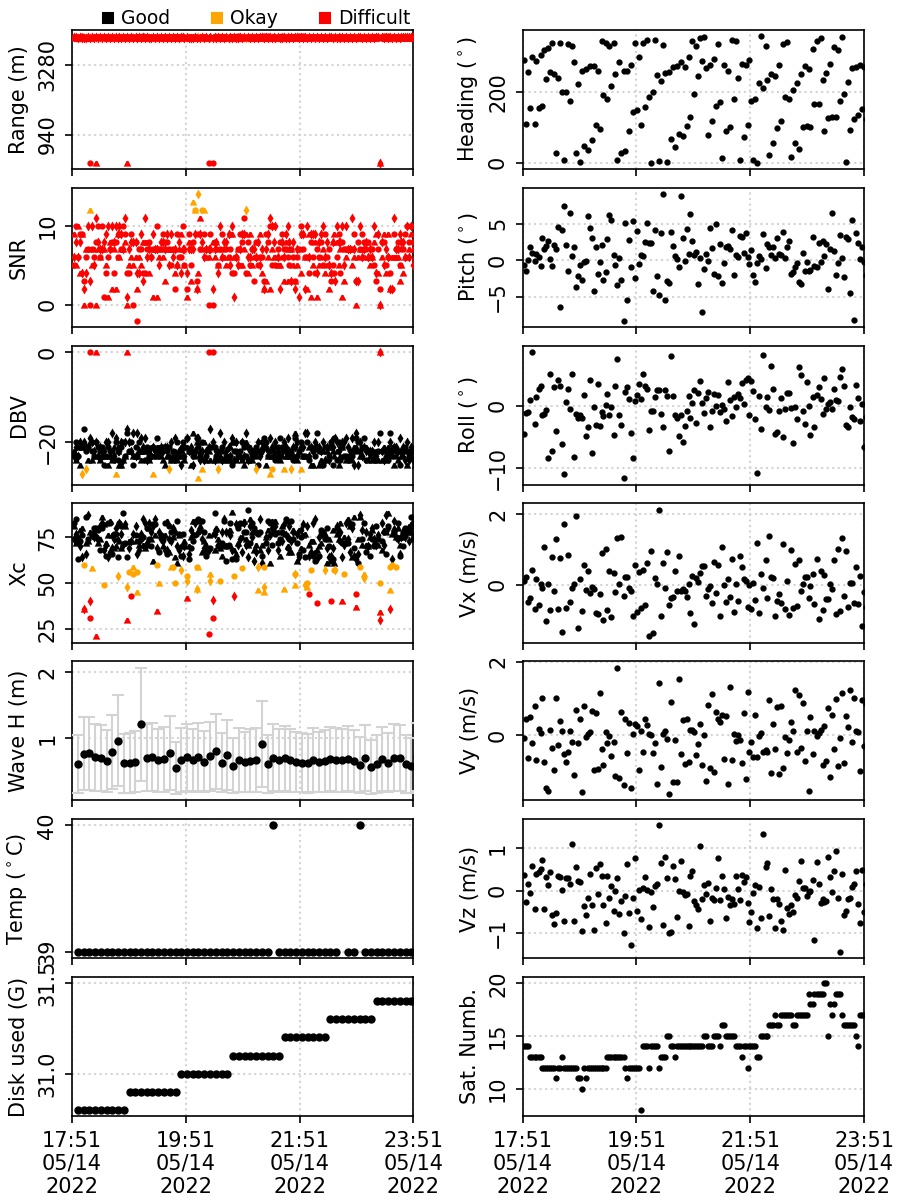 Good Okay Difficult
Range (m)
3280
940
Heading (°)
200
0
SNR
10
0
Pitch (°)
5
0
−5
DBV
0
−20
Roll (°)
0
−10
Xc
75
50
25
Vx (m/s)
2
0
Wave H (m)
2
1
Vy (m/s)
2
0
Temp (°C)
40
39
Vz (m/s)
1
0
−1
Disk used (G)
31.5
31.0
Sat. Numb.
20
15
10
17:51 19:51 21:51 23:51
05/14 05/14 05/14 05/14
2022 2022 2022 2022
17:51 19:51 21:51 23:51
05/14 05/14 05/14 05/14
2022 2022 2022 2022